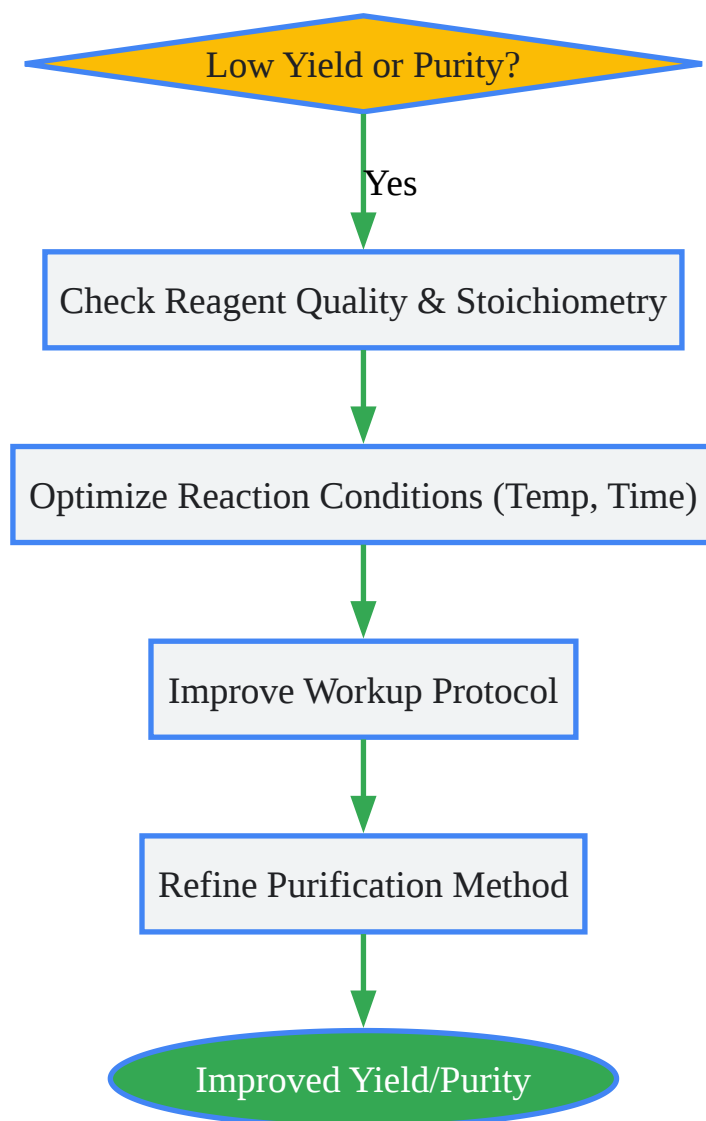 Low Yield or Purity?
Yes
Check Reagent Quality & Stoichiometry
Optimize Reaction Conditions (Temp, Time)
Improve Workup Protocol
Refine Purification Method
Improved Yield/Purity